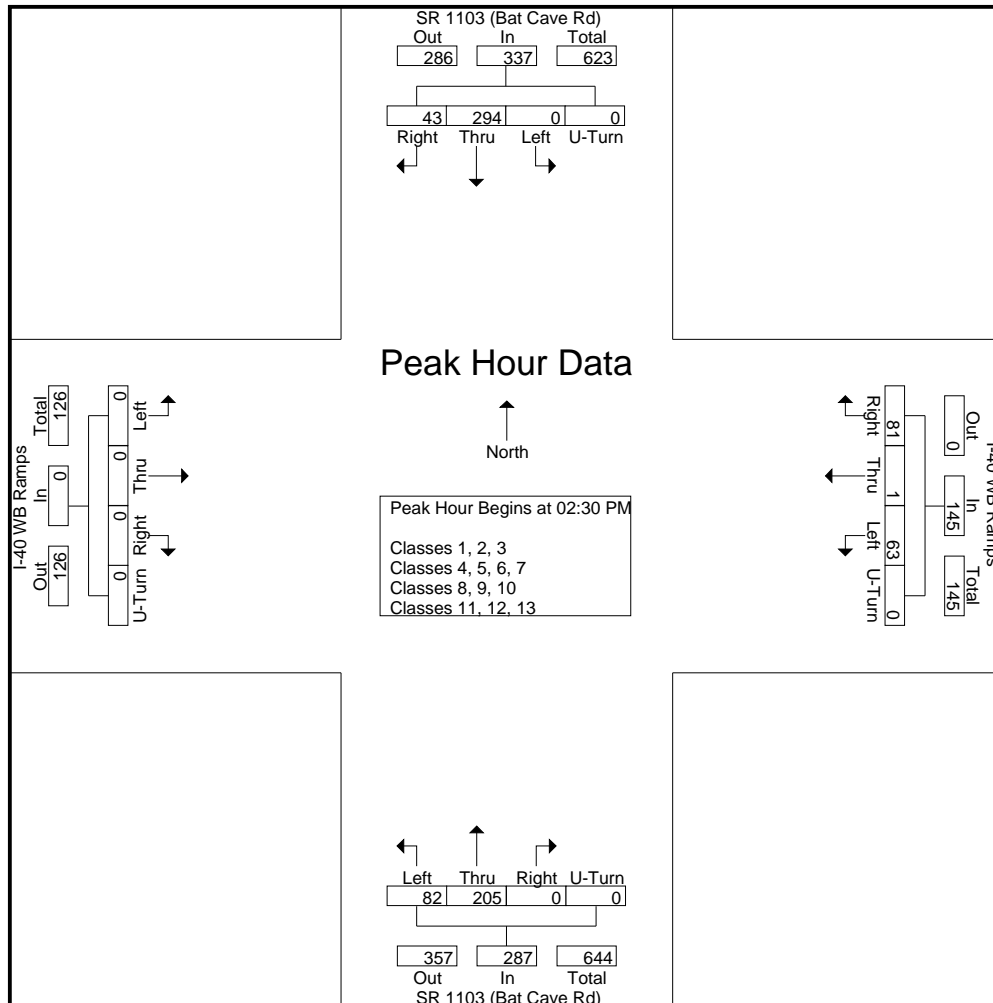 SR 1103 (Bat Cave Rd)
Out In Total
286 337 623
43 294 0 0
Right Thru Left U-Turn
Peak Hour Data
North
Peak Hour Begins at 02:30 PM
Classes 1, 2, 3
Classes 4, 5, 6, 7
Classes 8, 9, 10
Classes 11, 12, 13
I-40 WB Ramps
Out In Total
126 0 126
0 0 0 0
U-Turn Right Thru Left
I-40 WB Ramps
Out In Total
0 145 145
81 1 63 0
Right Thru Left U-Turn
Left Thru Right U-Turn
82 205 0 0
357 287 644
Out In Total
SR 1103 (Bat Cave Rd)